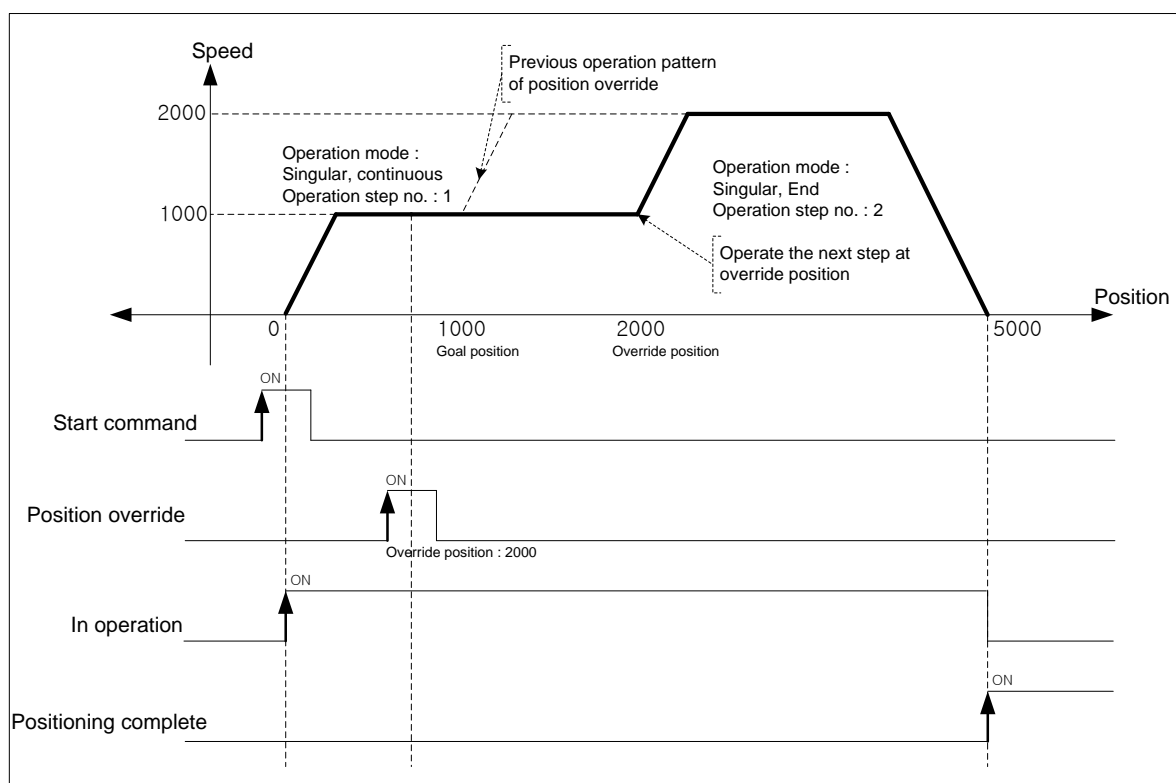 Speed
Previous operation pattern
of position override
2000
Operation mode :
Singular, continuous
Operation step no. : 1
Operation mode :
Singular, End
Operation step no. : 2
1000
Operate the next step at
override position
Position
0
1000
2000
5000
Goal position
Override position
ON
Start command
ON
Position override
Override position : 2000
ON
In operation
ON
Positioning complete